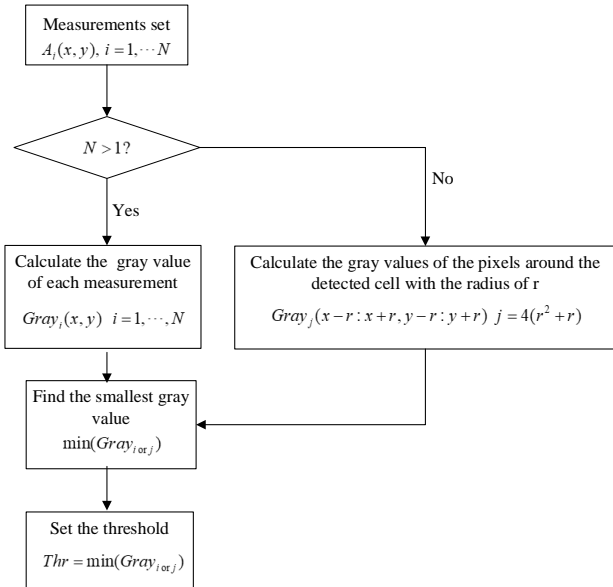 Measurements set
A_i(x, y), i = 1, ⋯ N
N > 1?
Yes
No
Calculate the gray value
of each measurement
Gray_i(x, y) i = 1, ⋯, N
Calculate the gray values of the pixels around the
detected cell with the radius of r
Gray_j(x − r : x + r, y − r : y + r) j = 4(r² + r)
Find the smallest gray
value
min(Gray_{i or j})
Set the threshold
Thr = min(Gray_{i or j})